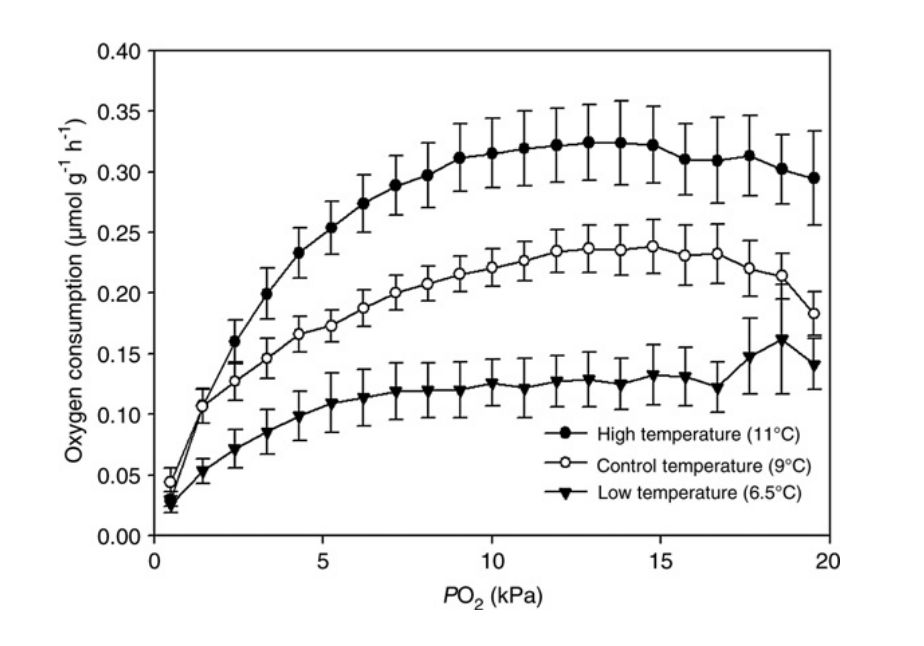 0.40
0.35
0.30
0.25
0.20
0.15
0.10
0.05
0.00
Oxygen consumption (μmol g⁻¹ h⁻¹)
High temperature (11°C)
Control temperature (9°C)
Low temperature (6.5°C)
0 5 10 15 20
PO₂ (kPa)